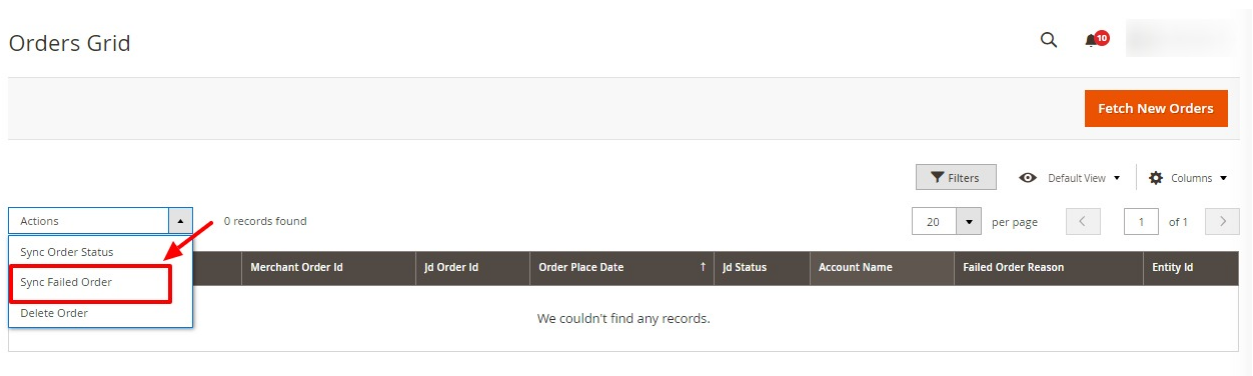 Orders Grid
10
Fetch New Orders
Filters
Default View
Columns
Actions
0 records found
20
per page
1
of 1
Sync Order Status
Sync Failed Order
Delete Order
Merchant Order Id
Jd Order Id
Order Place Date ↑
Jd Status
Account Name
Failed Order Reason
Entity Id
We couldn't find any records.